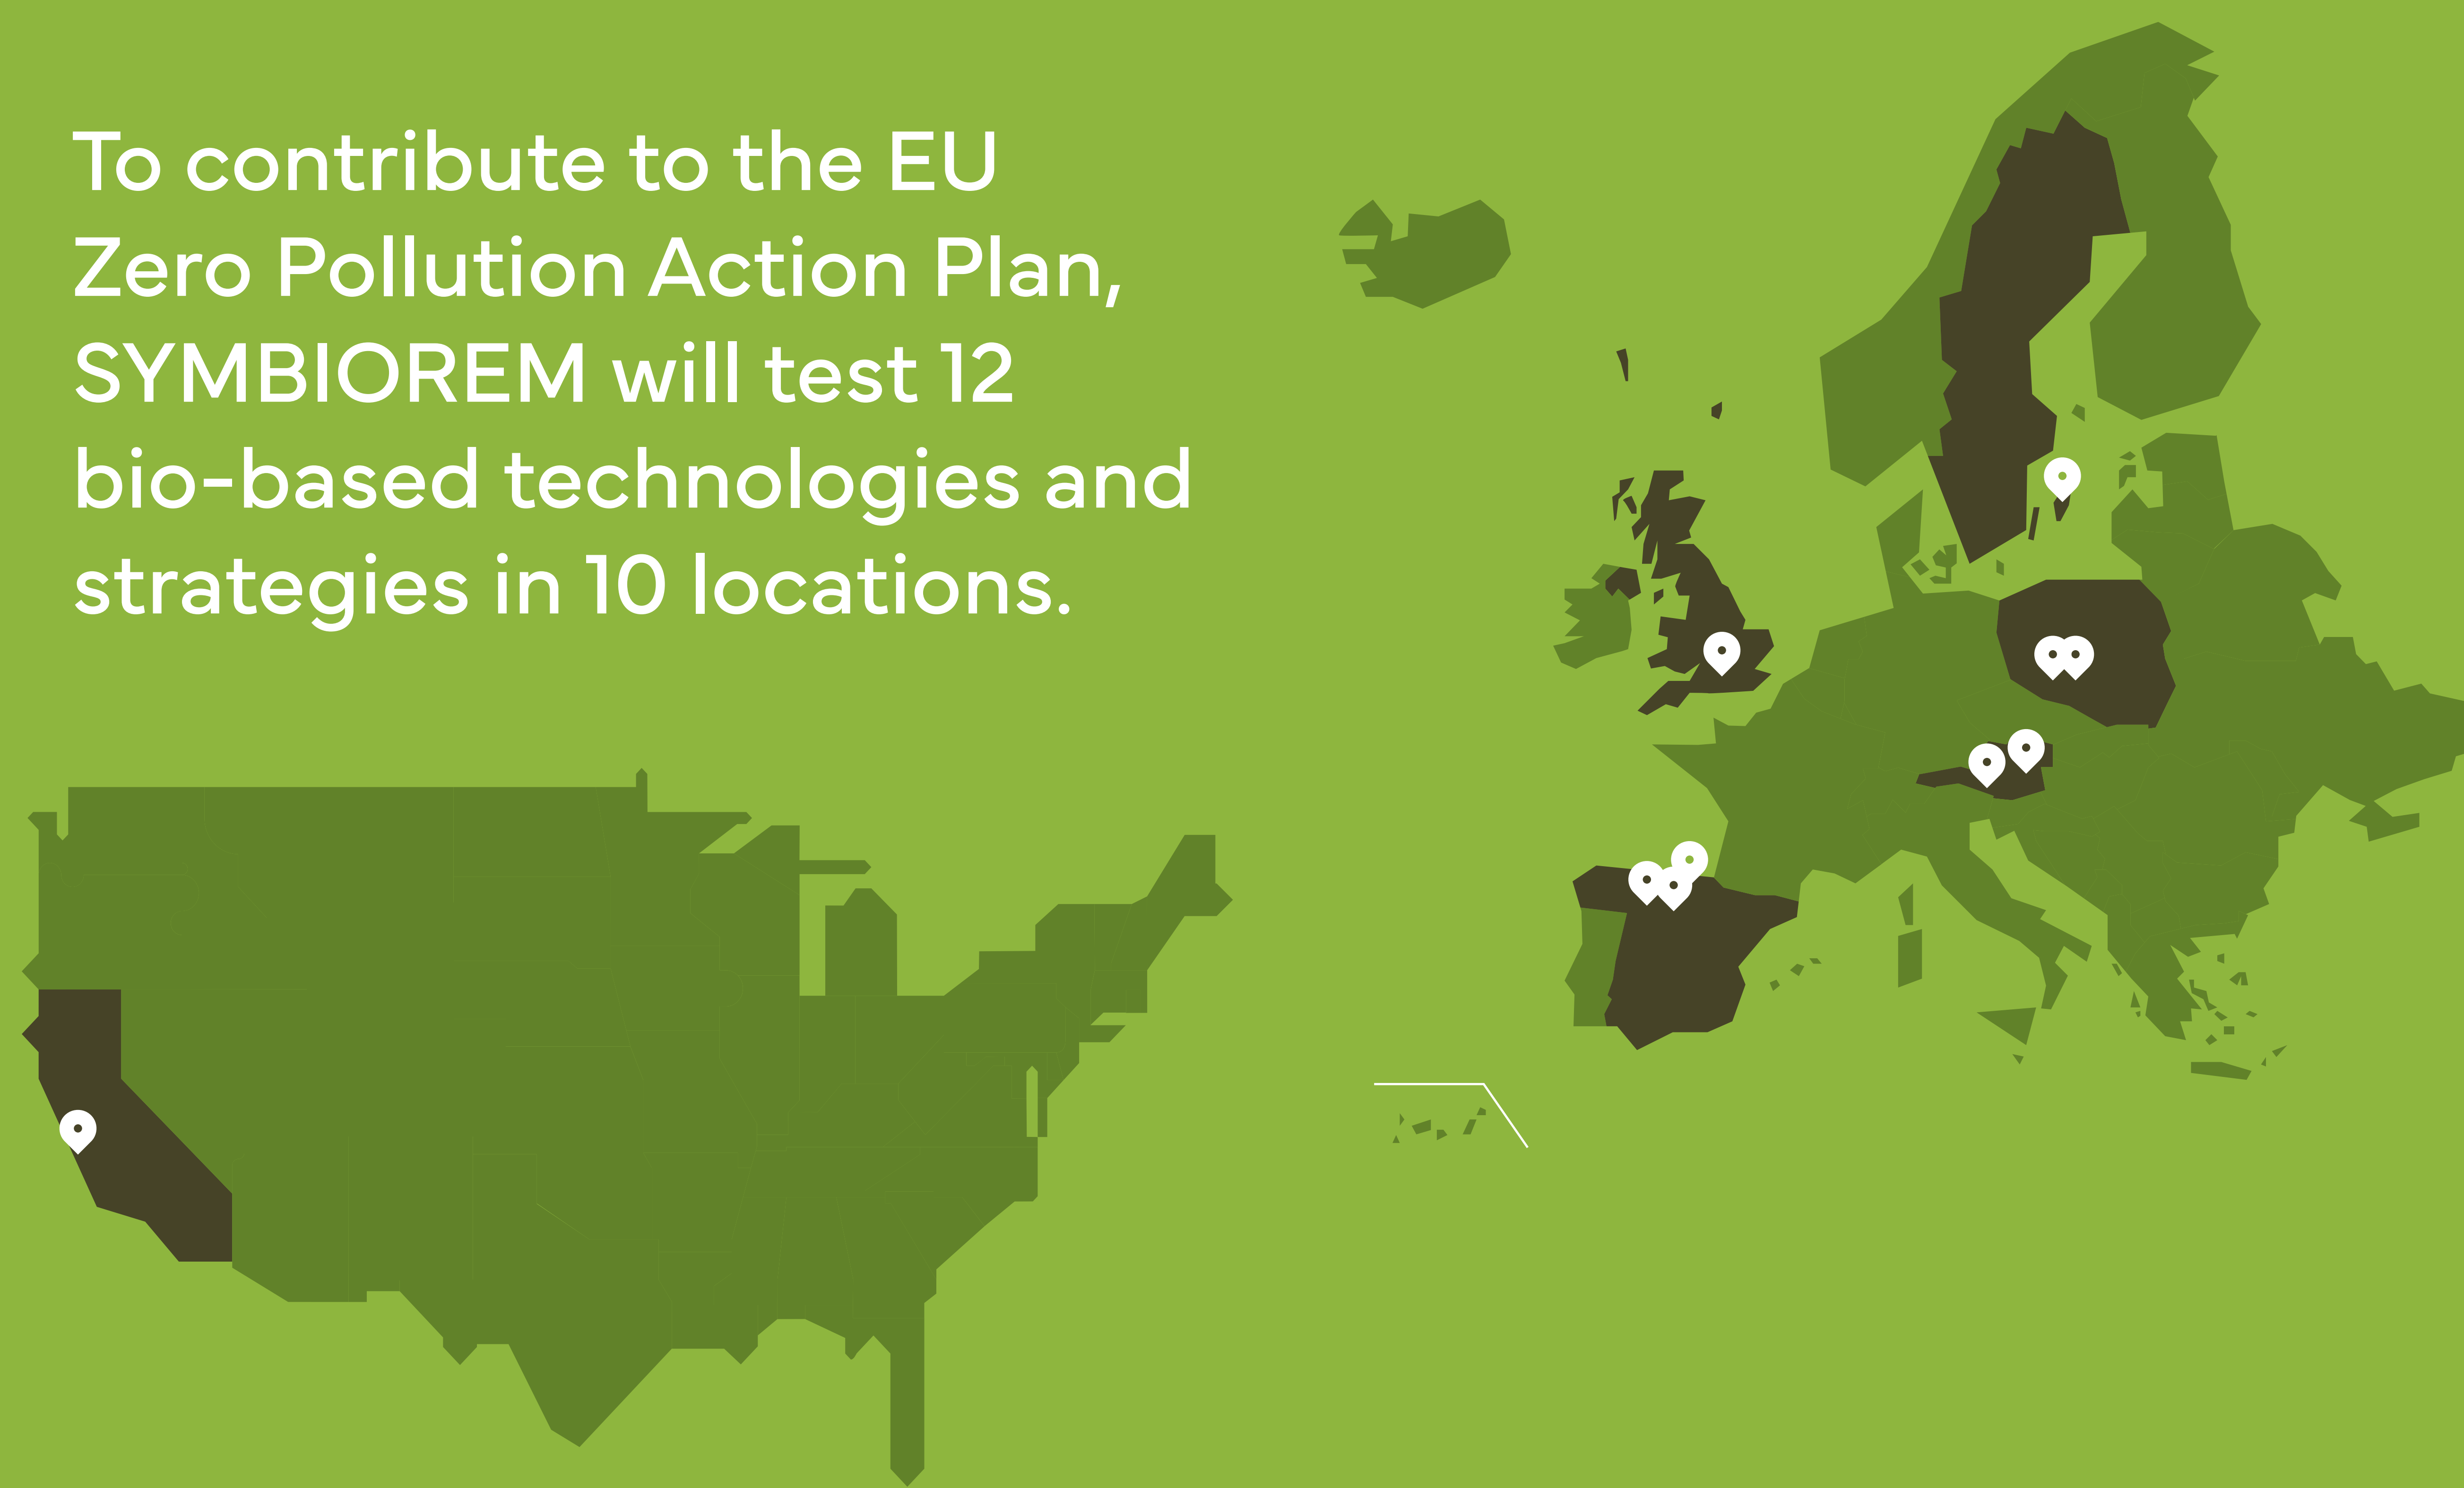 To contribute to the EU
Zero Pollution Action Plan,
SYMBIOREM will test 12
bio-based technologies and
strategies in 10 locations.